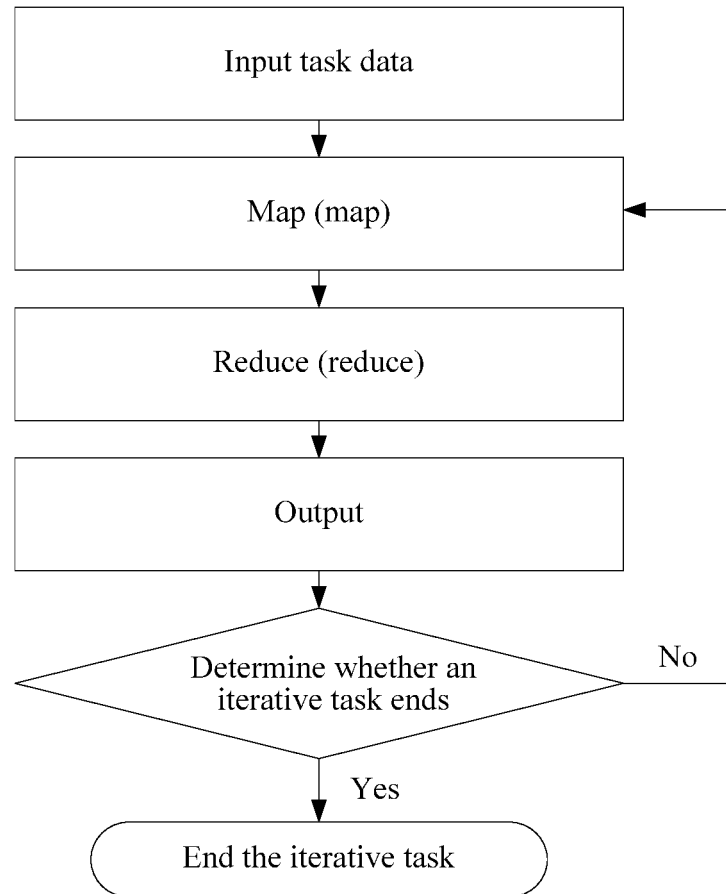 Input task data
Map (map)
Reduce (reduce)
Output
Determine whether an
iterative task ends
No
Yes
End the iterative task